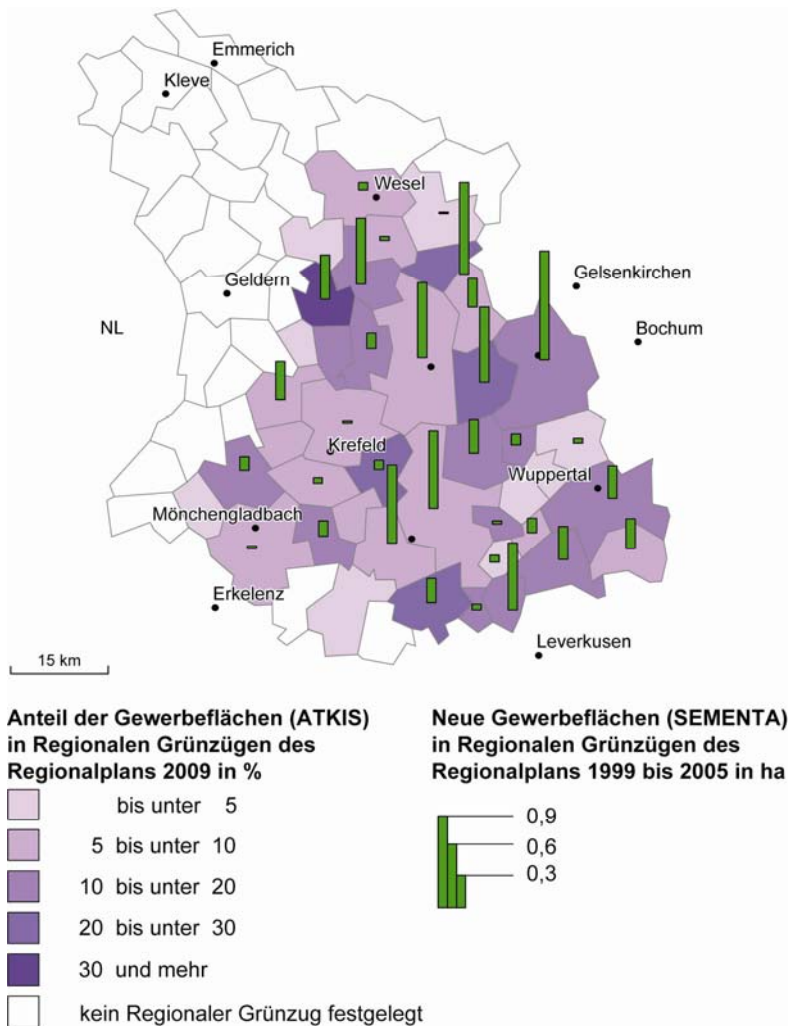 Emmerich
Kleve
Wesel
Geldern
Gelsenkirchen
NL
Bochum
Krefeld
Wuppertal
Mönchengladbach
Erkelenz
Leverkusen
15 km
Anteil der Gewerbeflächen (ATKIS)
in Regionalen Grünzügen des
Regionalplans 2009 in %
bis unter 5
5 bis unter 10
10 bis unter 20
20 bis unter 30
30 und mehr
kein Regionaler Grünzug festgelegt
Neue Gewerbeflächen (SEMENTA)
in Regionalen Grünzügen des
Regionalplans 1999 bis 2005 in ha
0,9
0,6
0,3